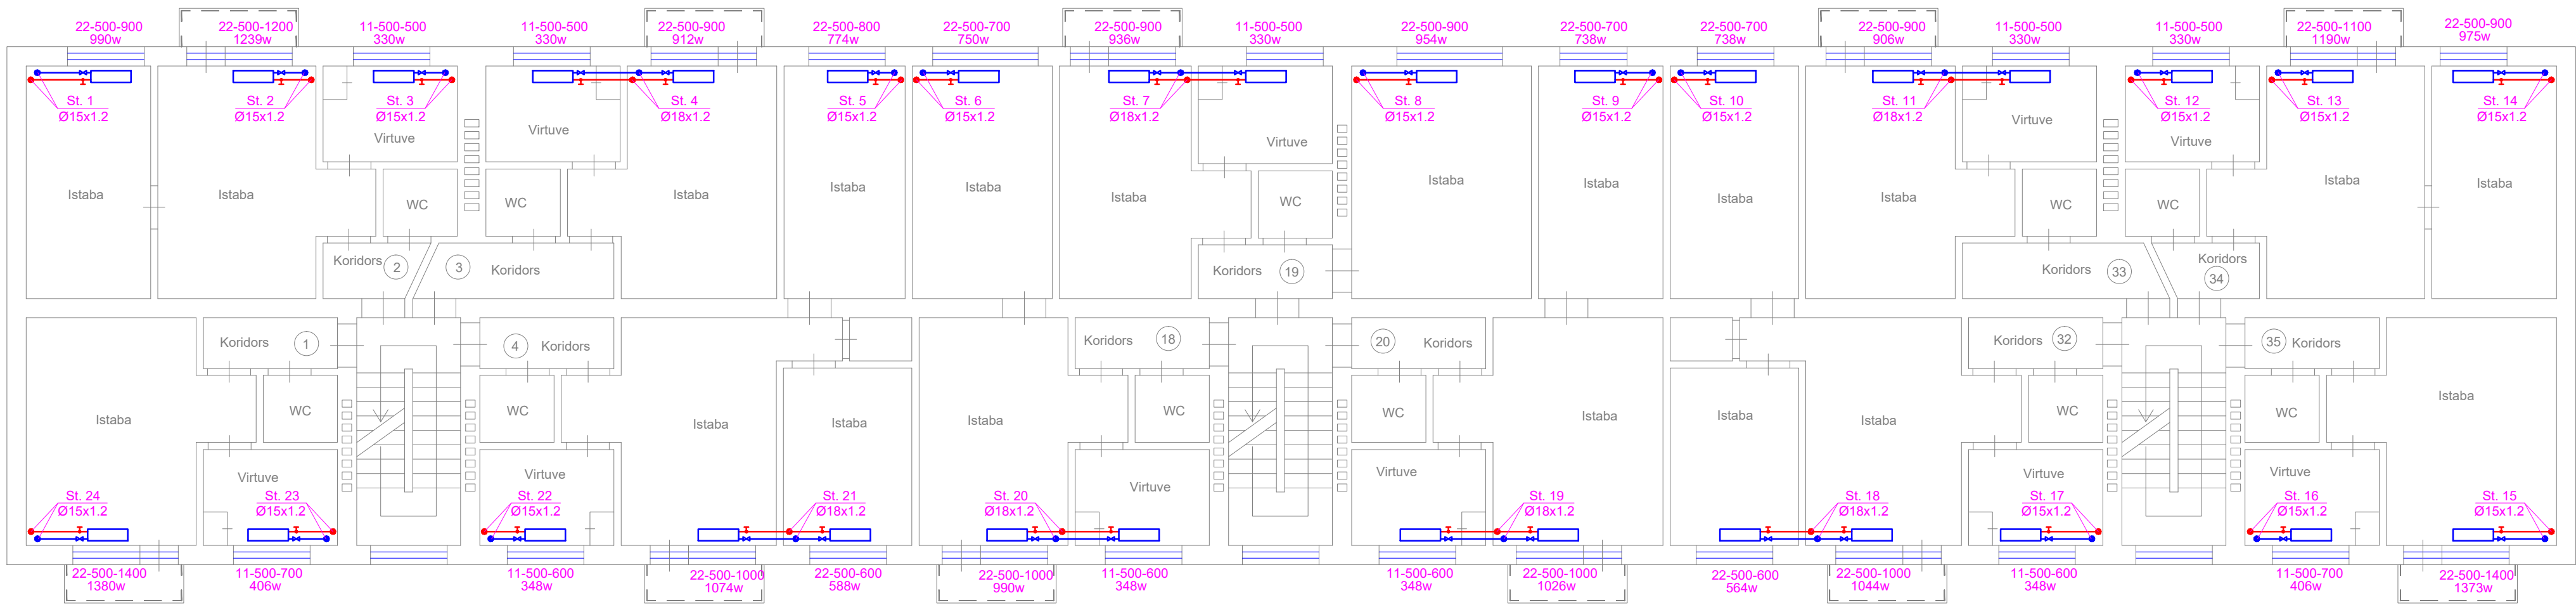 22-500-900
990w
22-500-1200
1239w
11-500-500
330w
11-500-500
330w
22-500-900
912w
22-500-800
774w
22-500-700
750w
22-500-900
936w
11-500-500
330w
22-500-900
954w
22-500-700
738w
22-500-700
738w
22-500-900
906w
11-500-500
330w
11-500-500
330w
22-500-1100
1190w
22-500-900
975w
St. 1
Ø15x1.2
St. 2
Ø15x1.2
St. 3
Ø15x1.2
St. 4
Ø18x1.2
St. 5
Ø15x1.2
St. 6
Ø15x1.2
St. 7
Ø18x1.2
St. 8
Ø15x1.2
St. 9
Ø15x1.2
St. 10
Ø15x1.2
St. 11
Ø18x1.2
St. 12
Ø15x1.2
St. 13
Ø15x1.2
St. 14
Ø15x1.2
Virtuve
Virtuve
Virtuve
Virtuve
Virtuve
Istaba
Istaba
Istaba
Istaba
Istaba
Istaba
Istaba
Istaba
Istaba
Istaba
Istaba
Istaba
WC
WC
WC
WC
WC
Koridors
2
3
Koridors
Koridors
19
Koridors
33
Koridors
34
Koridors
1
4
Koridors
Koridors
18
20
Koridors
Koridors
32
35
Koridors
Istaba
WC
WC
Istaba
Istaba
Istaba
WC
WC
Istaba
Istaba
Istaba
WC
WC
Istaba
Virtuve
Virtuve
Virtuve
Virtuve
Virtuve
Virtuve
St. 24
Ø15x1.2
St. 23
Ø15x1.2
St. 22
Ø15x1.2
St. 21
Ø18x1.2
St. 20
Ø18x1.2
St. 19
Ø18x1.2
St. 18
Ø18x1.2
St. 17
Ø15x1.2
St. 16
Ø15x1.2
St. 15
Ø15x1.2
22-500-1400
1380w
11-500-700
406w
11-500-600
348w
22-500-1000
1074w
22-500-600
588w
22-500-1000
990w
11-500-600
348w
11-500-600
348w
22-500-1000
1026w
22-500-600
564w
22-500-1000
1044w
11-500-600
348w
11-500-700
406w
22-500-1400
1373w